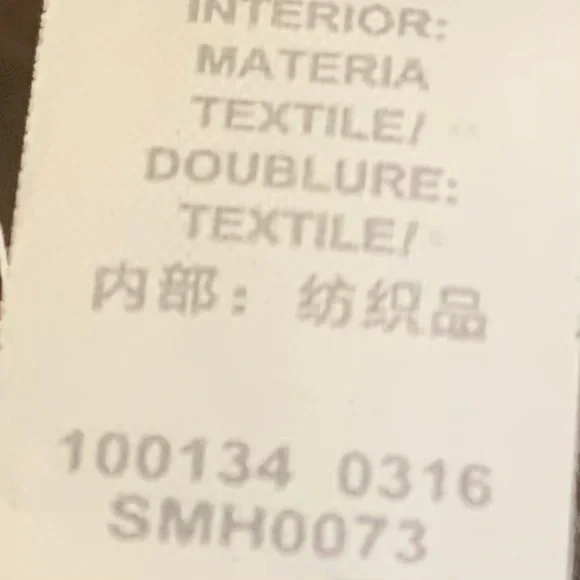 INTERIOR:
MATERIA
TEXTILE/
DOUBLURE:
TEXTILE/
内部：纺织品
100134 0316
SMH0073